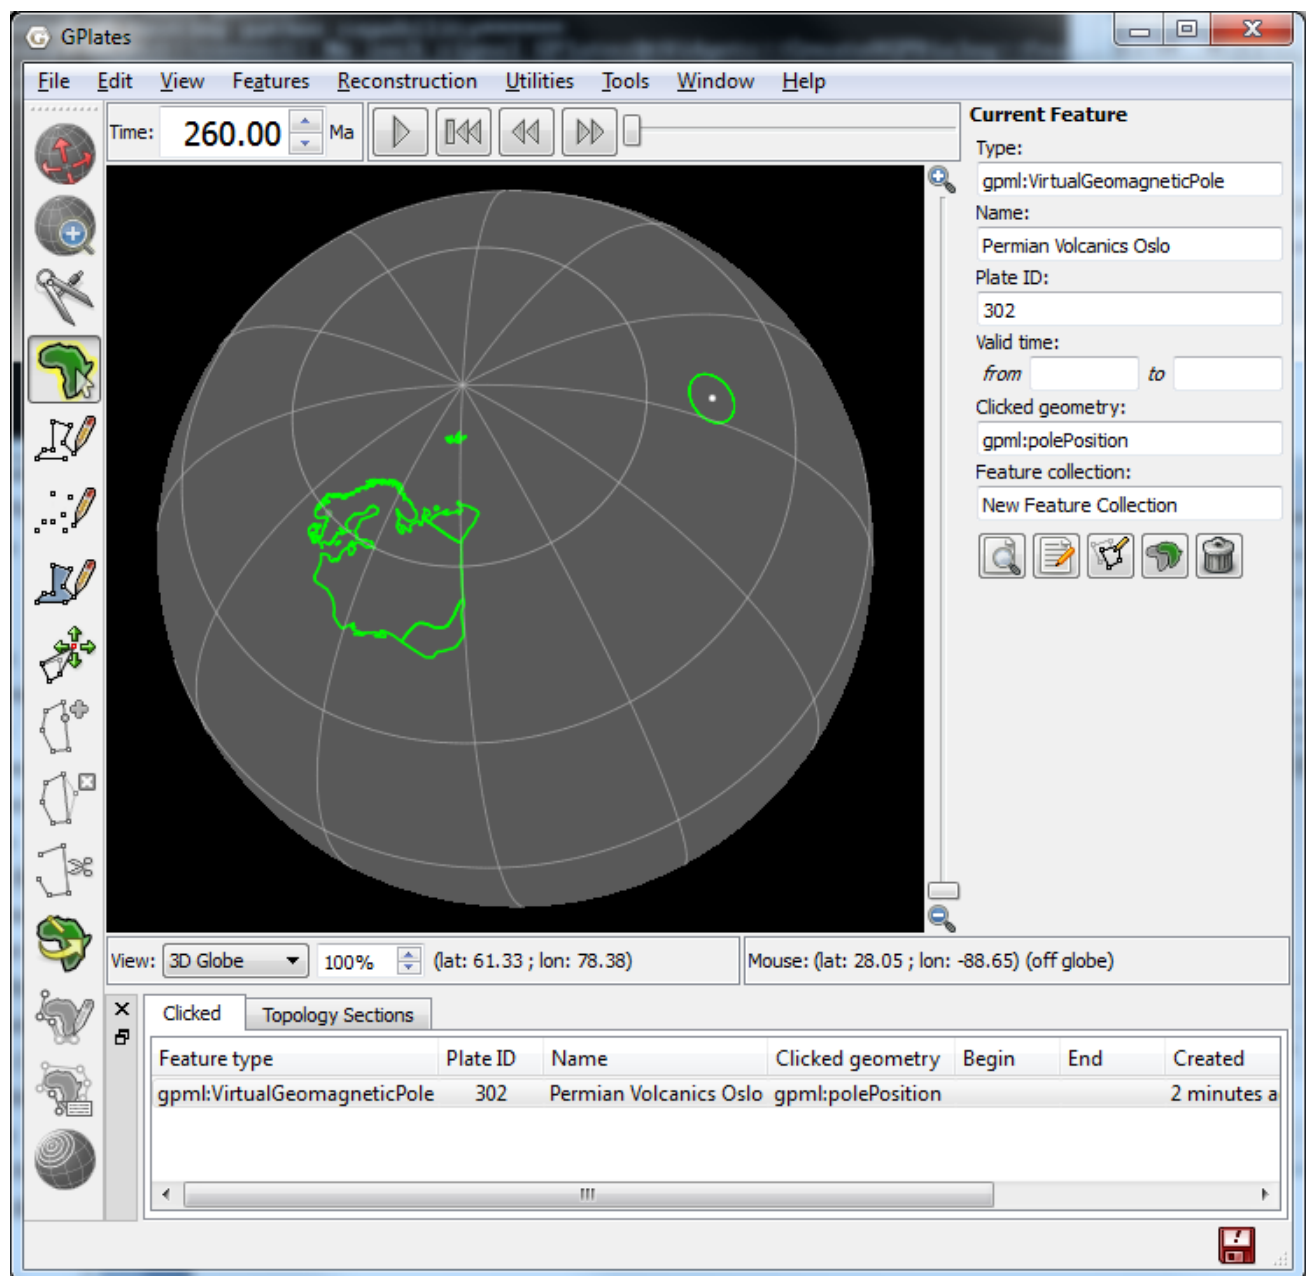 GPlates
File Edit View Features Reconstruction Utilities Tools Window Help
Time: 260.00 Ma
Current Feature
Type:
gpml:VirtualGeomagneticPole
Name:
Permian Volcanics Oslo
Plate ID:
302
Valid time:
from to
Clicked geometry:
gpml:polePosition
Feature collection:
New Feature Collection
View: 3D Globe 100% (lat: 61.33 ; lon: 78.38) Mouse: (lat: 28.05 ; lon: -88.65) (off globe)
Clicked Topology Sections
Feature type Plate ID Name Clicked geometry Begin End Created
gpml:VirtualGeomagneticPole 302 Permian Volcanics Oslo gpml:polePosition 2 minutes a